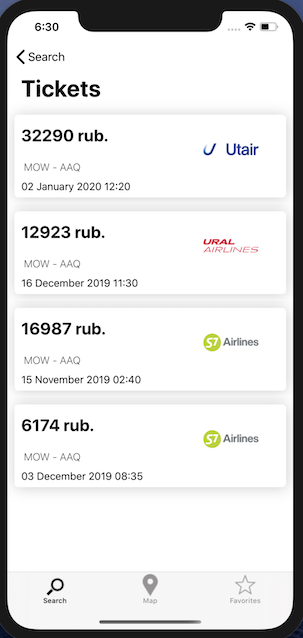 6:30
Search
Tickets
32290 rub.
Utair
MOW - AAQ
02 January 2020 12:20
12923 rub.
URAL
AIRLINES
MOW - AAQ
16 December 2019 11:30
16987 rub.
S7 Airlines
MOW - AAQ
15 November 2019 02:40
6174 rub.
S7 Airlines
MOW - AAQ
03 December 2019 08:35
Search Map Favorites